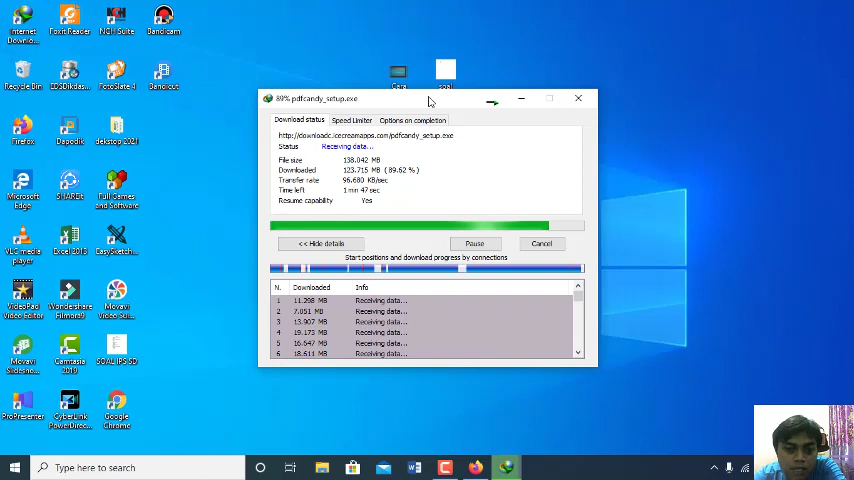 Internet
Downlo...
Foxit Reader
NCH Suite
Bandicam
Recycle Bin
EDSDikdas...
FotoSlate 4
Bandicut
Cara
soal
Firefox
Dapodik
dekstop 2021
Microsoft
Edge
SHAREit
Full Games
and Software
VLC media
player
Excel 2013
EasySketch...
VideoPad
Video Editor
Wondershare
Filmora9
Movavi
Video Sui...
Movavi
Slidesho...
Camtasia
2019
SOAL IPS SD
ProPresenter
CyberLink
PowerDirec...
Google
Chrome
89% pdfcandy_setup.exe
Download status
Speed Limiter
Options on completion
http://downloadc.icecreamapps.com/pdfcandy_setup.exe
Status Receiving data...
File size 138.042 MB
Downloaded 123.715 MB ( 89.62 % )
Transfer rate 96.680 KB/sec
Time left 1 min 47 sec
Resume capability Yes
<< Hide details
Pause
Cancel
Start positions and download progress by connections
N. Downloaded Info
1 11.298 MB Receiving data...
2 7.051 MB Receiving data...
3 13.907 MB Receiving data...
4 19.173 MB Receiving data...
5 16.647 MB Receiving data...
6 18.611 MB Receiving data...
Type here to search